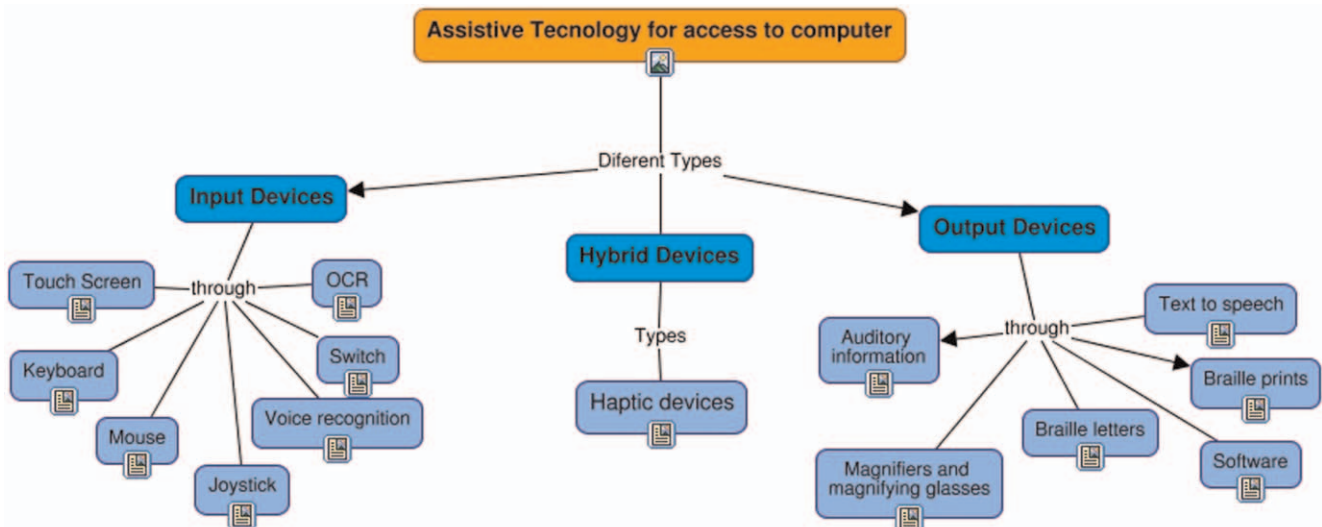 Assistive Tecnology for access to computer
Diferent Types
Input Devices
Hybrid Devices
Output Devices
through
Touch Screen
OCR
Keyboard
Switch
Mouse
Voice recognition
Joystick
Types
Haptic devices
through
Text to speech
Auditory
information
Braille prints
Braille letters
Software
Magnifiers and
magnifying glasses